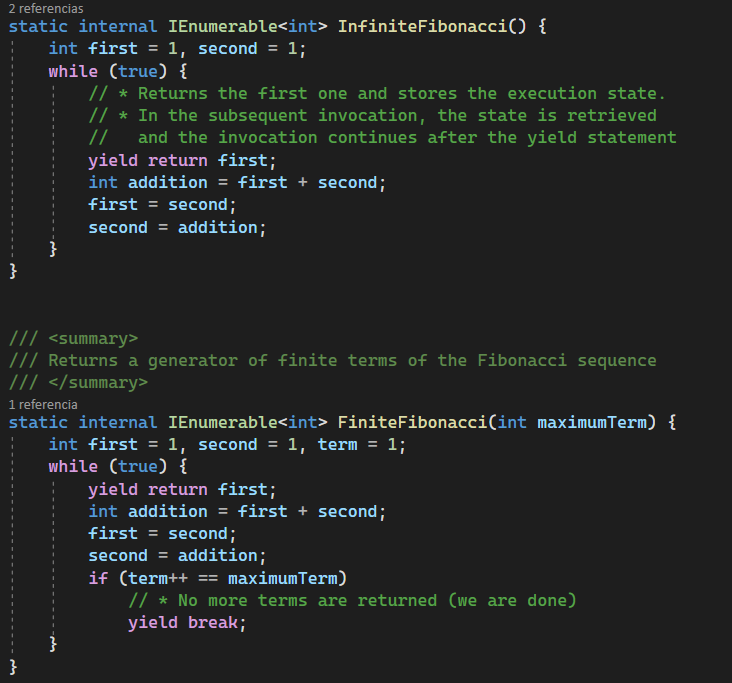 2 referencias
static internal IEnumerable<int> InfiniteFibonacci() {
    int first = 1, second = 1;
    while (true) {
        // * Returns the first one and stores the execution state.
        // * In the subsequent invocation, the state is retrieved
        //   and the invocation continues after the yield statement
        yield return first;
        int addition = first + second;
        first = second;
        second = addition;
    }
}
/// <summary>
/// Returns a generator of finite terms of the Fibonacci sequence
/// </summary>
1 referencia
static internal IEnumerable<int> FiniteFibonacci(int maximumTerm) {
    int first = 1, second = 1, term = 1;
    while (true) {
        yield return first;
        int addition = first + second;
        first = second;
        second = addition;
        if (term++ == maximumTerm)
            // * No more terms are returned (we are done)
            yield break;
    }
}